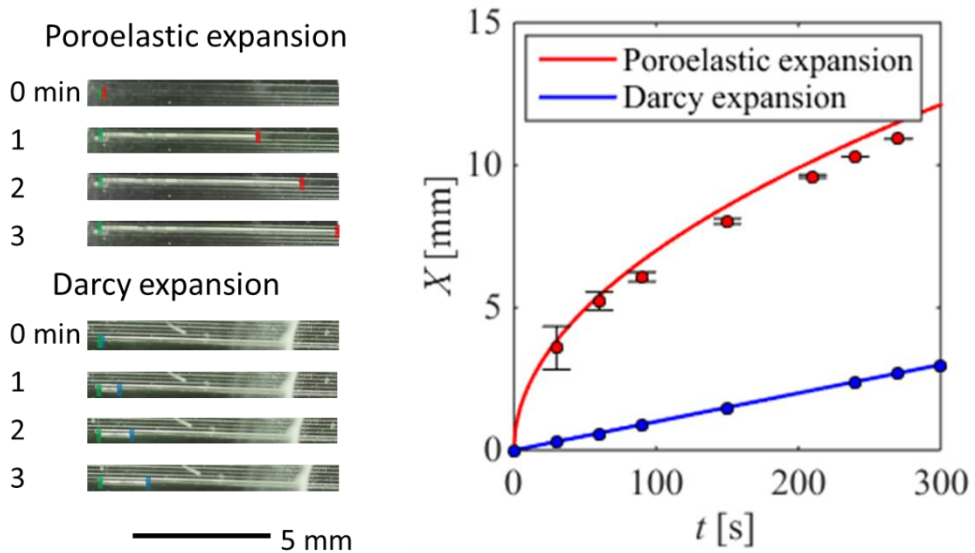 Poroelastic expansion
0 min
1
2
3
Darcy expansion
0 min
1
2
3
5 mm
15
10
5
0
X [mm]
Poroelastic expansion
Darcy expansion
0
100
200
300
t [s]